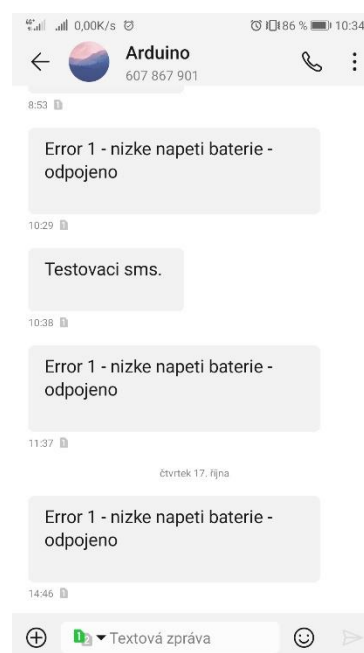 0,00K/s 86 % 10:34
Arduino
607 867 901
8:53
Error 1 - nizke napeti baterie -
odpojeno
10:29
Testovaci sms.
10:38
Error 1 - nizke napeti baterie -
odpojeno
11:37
čtvrtek 17. října
Error 1 - nizke napeti baterie -
odpojeno
14:46
Textová zpráva